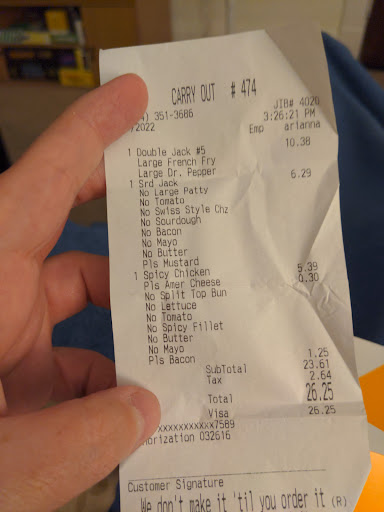 CARRY OUT # 474
) 351-3686 JIB# 4020
/2022 3:26:21 PM
Emp arianna
1 Double Jack #5 10.38
Large French Fry
Large Dr. Pepper
1 Srd Jack 6.29
No Large Patty
No Tomato
No Swiss Style Chz
No Sourdough
No Bacon
No Mayo
No Butter
Pls Mustard
1 Spicy Chicken 5.39
Pls Amer Cheese 0.30
No Split Top Bun
No Lettuce
No Tomato
No Spicy Fillet
No Butter
No Mayo
Pls Bacon 1.25
SubTotal 23.61
Tax 2.64
Total 26.25
Visa 26.25
xxxxxxxxxxx7589
orization 032616
Customer Signature
We don't make it 'til you order it (R)